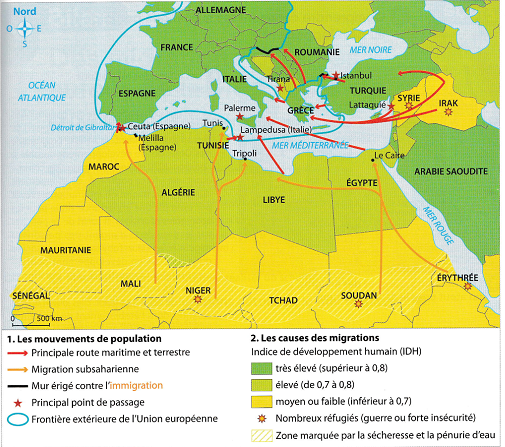 ALLEMAGNE
Nord
O E
S
FRANCE
ROUMANIE
MER NOIRE
OCÉAN
ATLANTIQUE
ITALIE
Tirana
Istanbul
ESPAGNE
TURQUIE
GRÈCE
Lattaquié
SYRIE
IRAK
Palerme
Détroit de Gibraltar
Ceuta (Espagne)
Tunis
Lampedusa (Italie)
Melilla
(Espagne)
TUNISIE
MER MÉDITERRANÉE
Tripoli
Le Caire
MAROC
ALGÉRIE
LIBYE
ÉGYPTE
ARABIE SAOUDITE
MER ROUGE
MAURITANIE
MALI
NIGER
TCHAD
SOUDAN
ÉRYTHRÉE
SÉNÉGAL
0 500 km
1. Les mouvements de population
Principale route maritime et terrestre
Migration subsaharienne
Mur érigé contre l'immigration
Principal point de passage
Frontière extérieure de l'Union européenne
2. Les causes des migrations
Indice de développement humain (IDH)
très élevé (supérieur à 0,8)
élevé (de 0,7 à 0,8)
moyen ou faible (inférieur à 0,7)
Nombreux réfugiés (guerre ou forte insécurité)
Zone marquée par la sécheresse et la pénurie d'eau